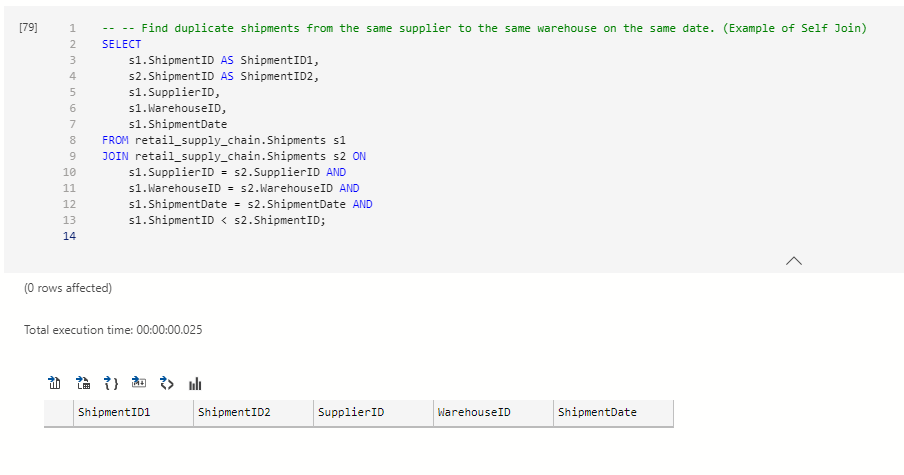 [79] 1 -- -- Find duplicate shipments from the same supplier to the same warehouse on the same date. (Example of Self Join)
2 SELECT
3 s1.ShipmentID AS ShipmentID1,
4 s2.ShipmentID AS ShipmentID2,
5 s1.SupplierID,
6 s1.WarehouseID,
7 s1.ShipmentDate
8 FROM retail_supply_chain.Shipments s1
9 JOIN retail_supply_chain.Shipments s2 ON
10 s1.SupplierID = s2.SupplierID AND
11 s1.WarehouseID = s2.WarehouseID AND
12 s1.ShipmentDate = s2.ShipmentDate AND
13 s1.ShipmentID < s2.ShipmentID;
14
(0 rows affected)
Total execution time: 00:00:00.025
ShipmentID1 ShipmentID2 SupplierID WarehouseID ShipmentDate